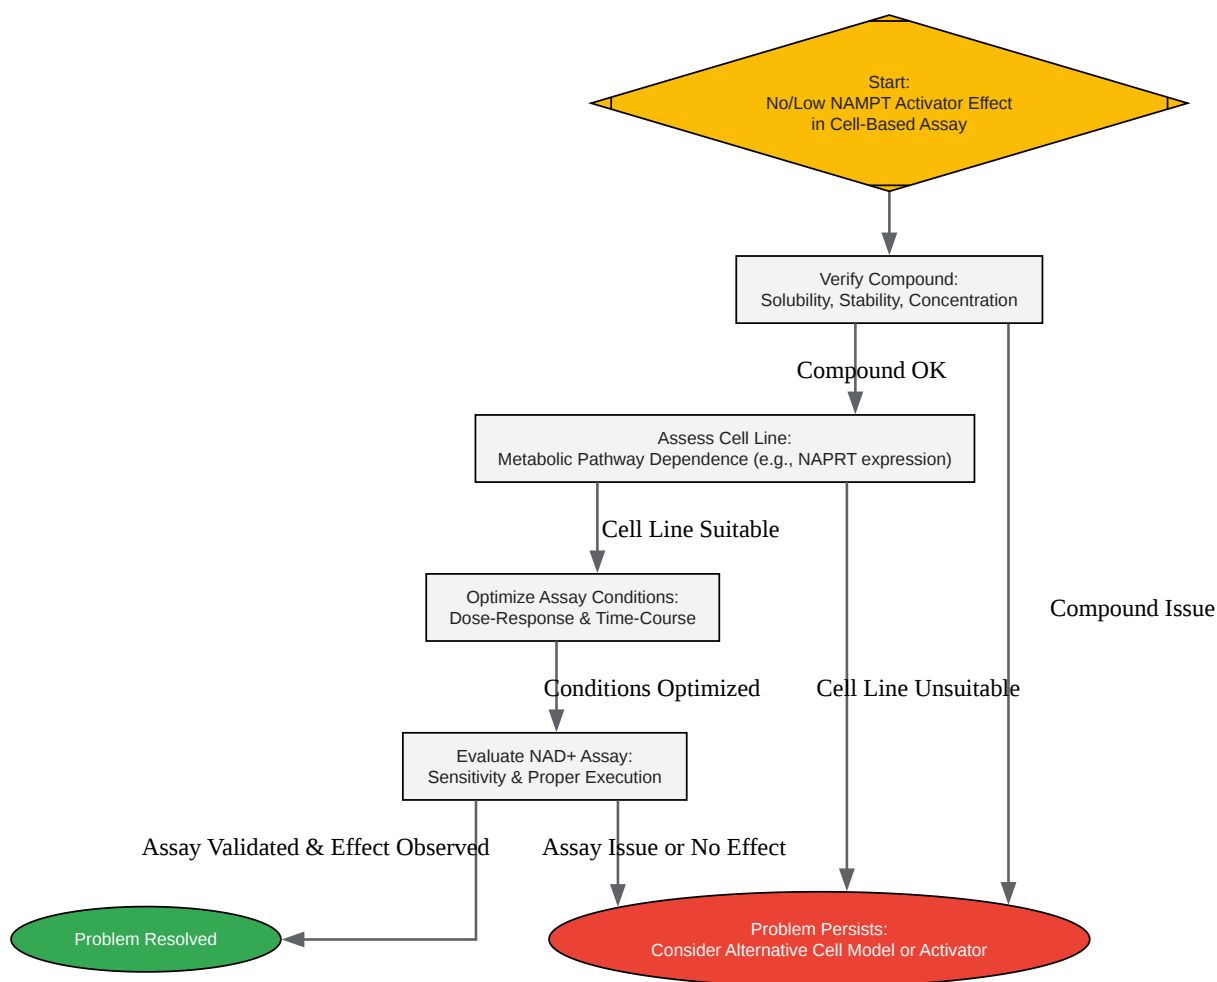 Start:
No/Low NAMPT Activator Effect
in Cell-Based Assay
Verify Compound:
Solubility, Stability, Concentration
Compound OK
Assess Cell Line:
Metabolic Pathway Dependence (e.g., NAPRT expression)
Cell Line Suitable
Optimize Assay Conditions:
Dose-Response & Time-Course
Compound Issue
Conditions Optimized
Cell Line Unsuitable
Evaluate NAD+ Assay:
Sensitivity & Proper Execution
Assay Validated & Effect Observed
Assay Issue or No Effect
Problem Resolved
Problem Persists:
Consider Alternative Cell Model or Activator